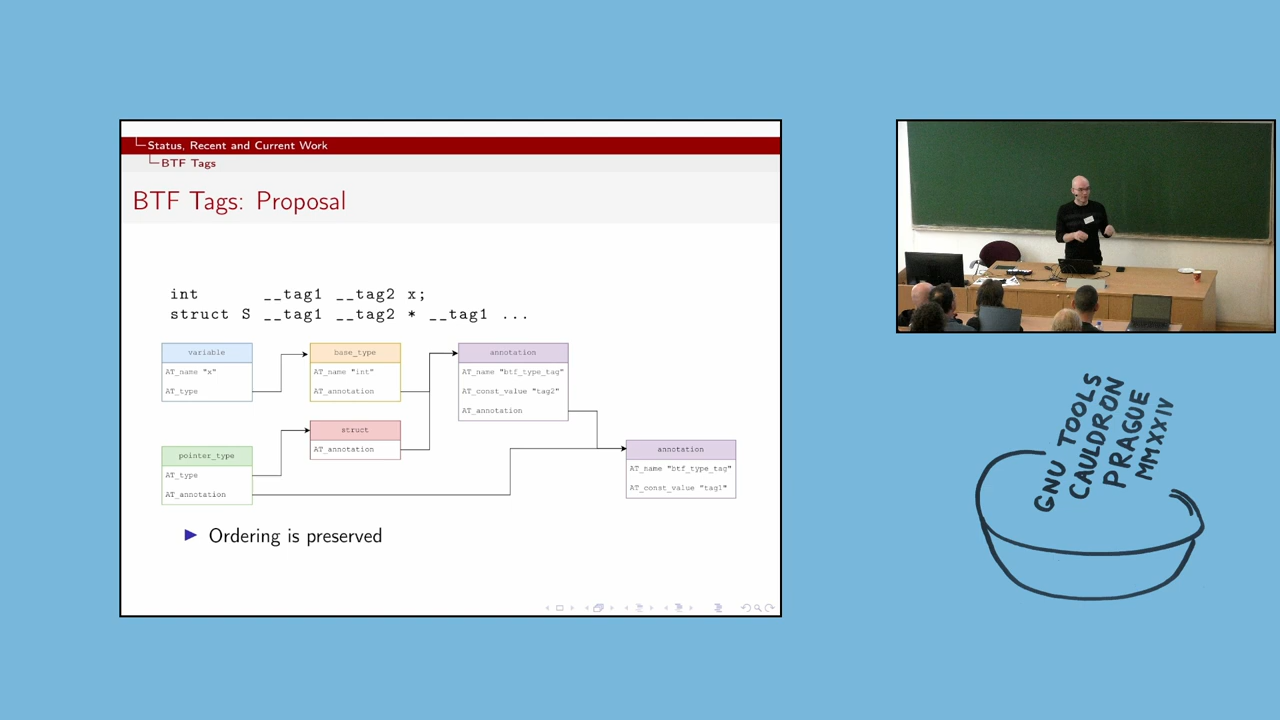 Status, Recent and Current Work
BTF Tags
BTF Tags: Proposal
int __tag1 __tag2 x;
struct S __tag1 __tag2 * __tag1 ...
variable
AT_name "x"
AT_type
base_type
AT_name "int"
AT_annotation
annotation
AT_name "btf_type_tag"
AT_const_value "tag2"
AT_annotation
struct
AT_annotation
pointer_type
AT_type
AT_annotation
annotation
AT_name "btf_type_tag"
AT_const_value "tag1"
Ordering is preserved
GNU TOOLS
CAULDRON
PRAGUE
MMXXIV